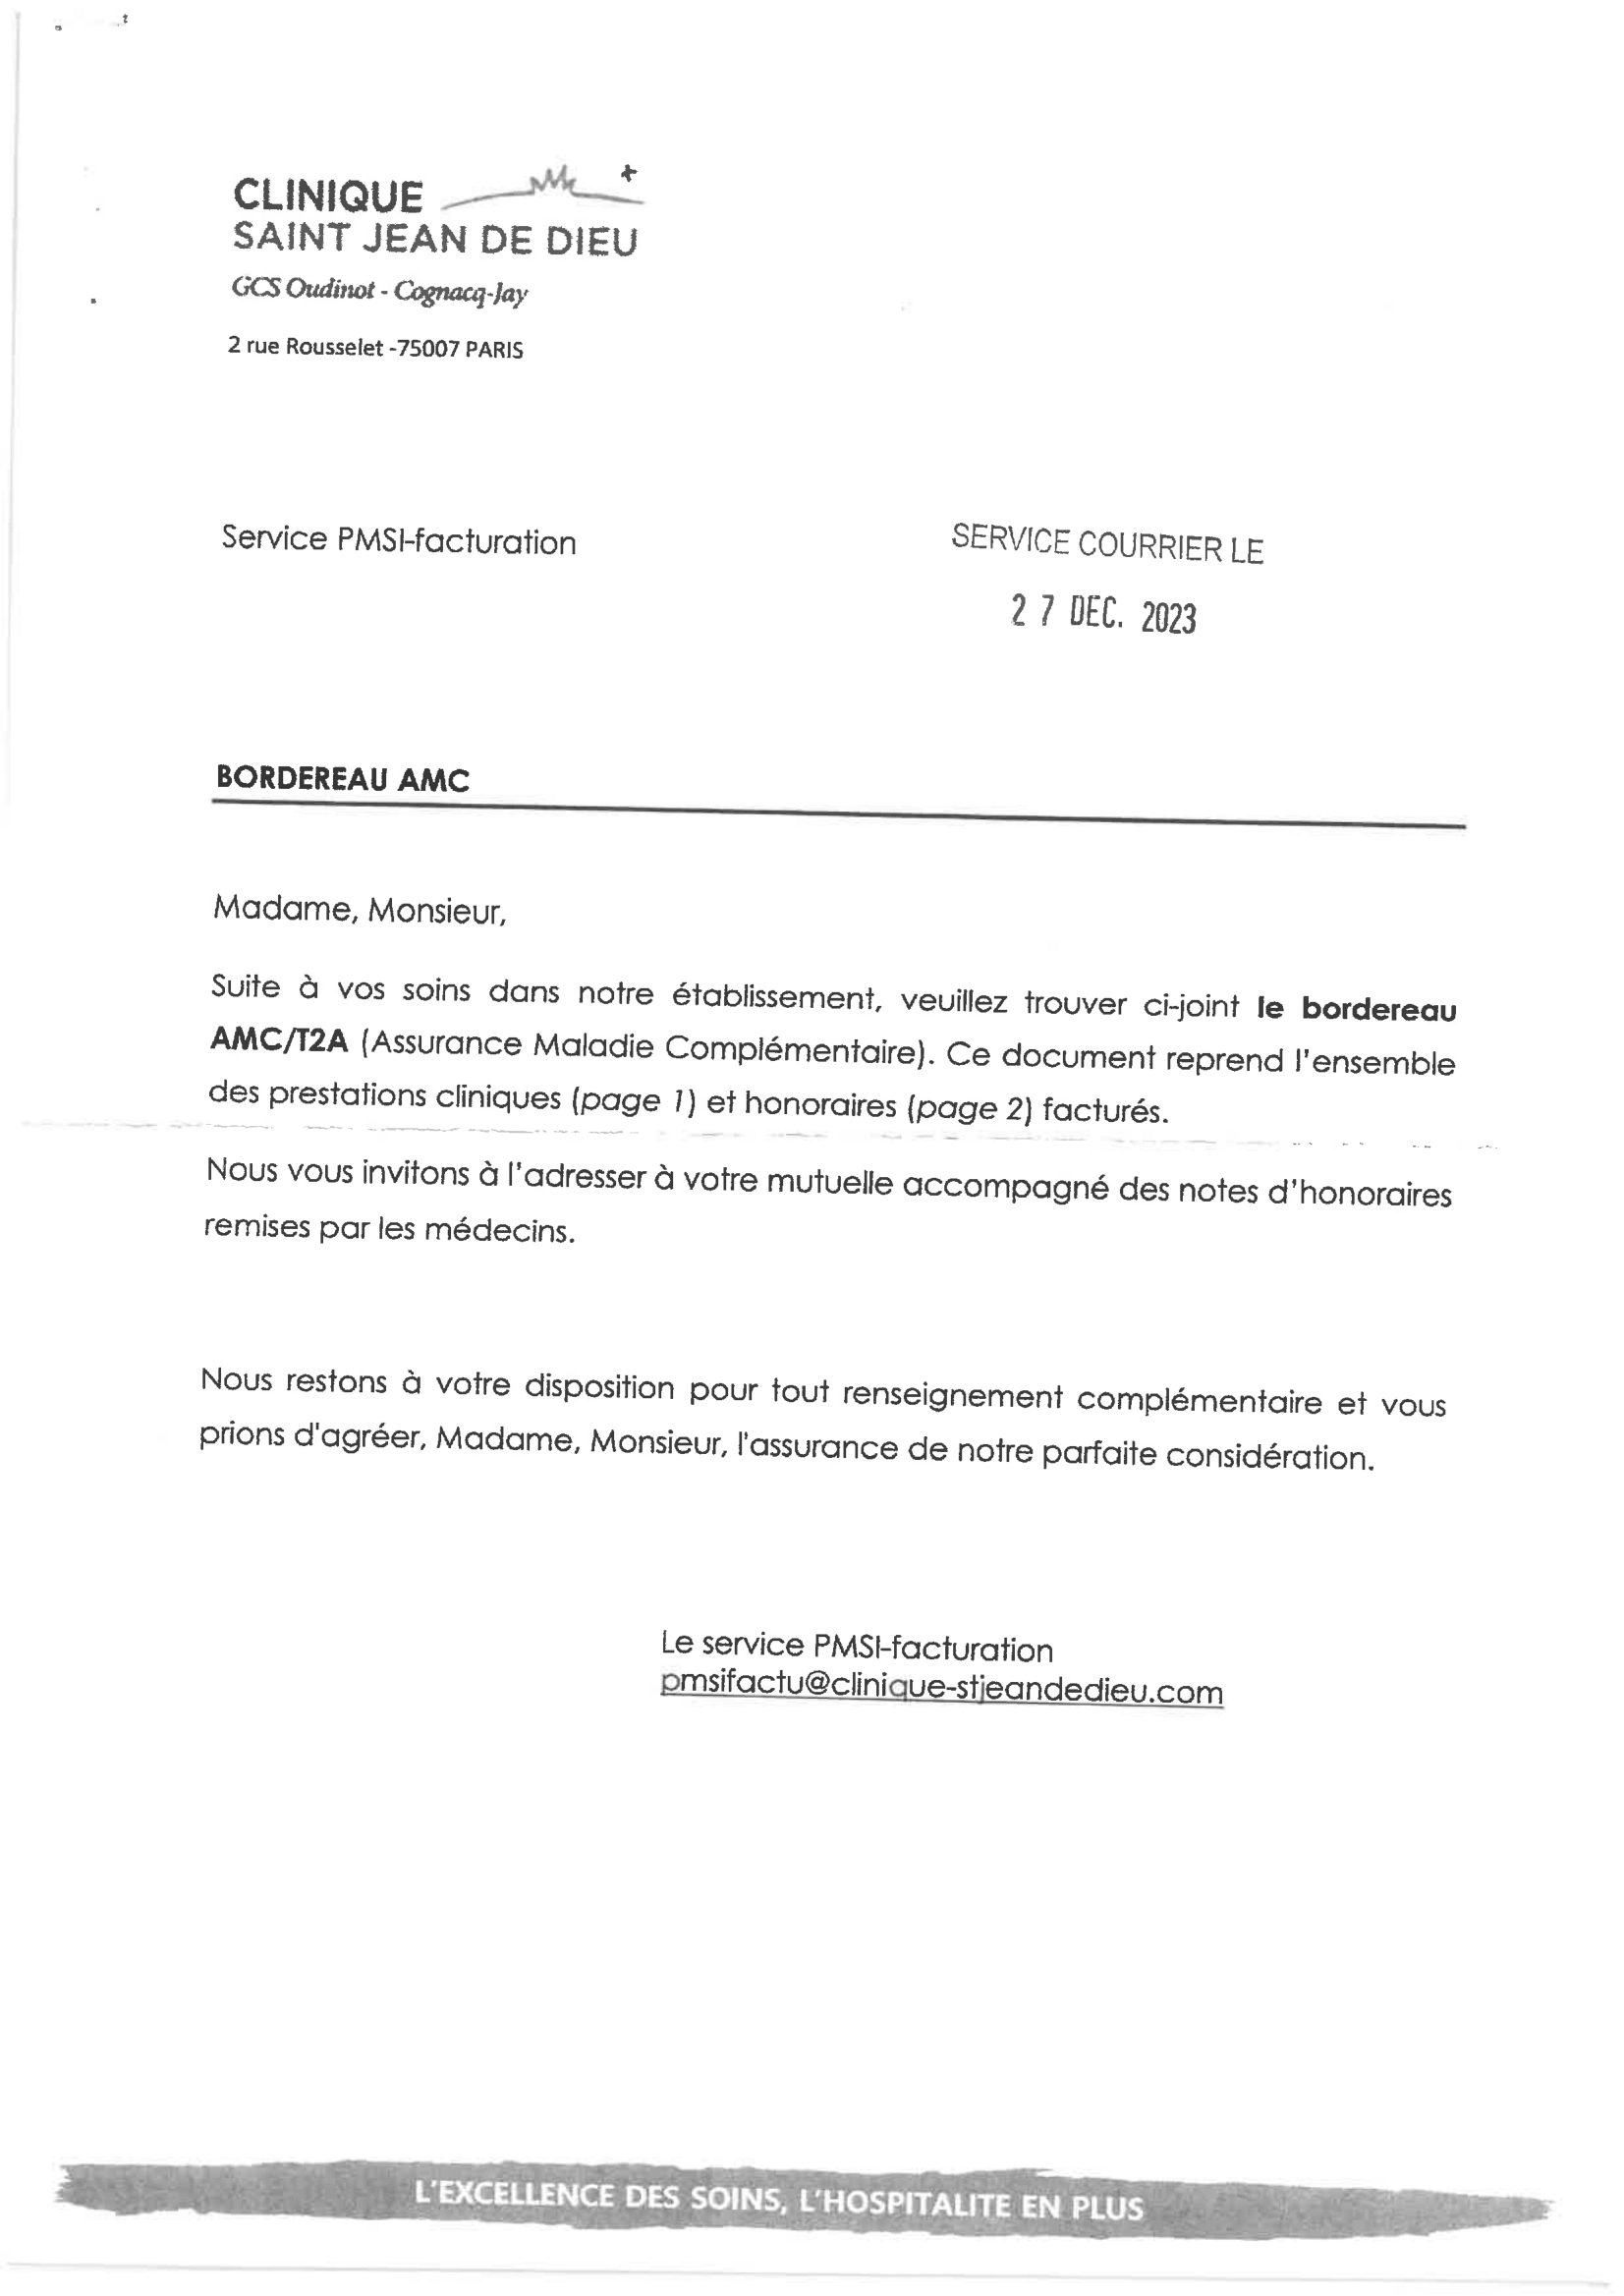 CLINIQUE
SAINT JEAN DE DIEU
GCS Oudinot - Cognacq-Jay
2 rue Rousselet -75007 PARIS
Service PMSI-facturation
SERVICE COURRIER LE
27 DEC. 2023
BORDEREAU AMC
Madame, Monsieur,
Suite à vos soins dans notre établissement, veuillez trouver ci-joint le bordereau
AMC/T2A (Assurance Maladie Complémentaire). Ce document reprend l'ensemble
des prestations cliniques (page 1) et honoraires (page 2) facturés.
Nous vous invitons à l'adresser à votre mutuelle accompagné des notes d'honoraires
remises par les médecins.
Nous restons à votre disposition pour tout renseignement complémentaire et vous
prions d'agréer, Madame, Monsieur, l'assurance de notre parfaite considération.
Le service PMSI-facturation
pmsifactu@clinique-stjeandedieu.com
L'EXCELLENCE DES SOINS, L'HOSPITALITE EN PLUS